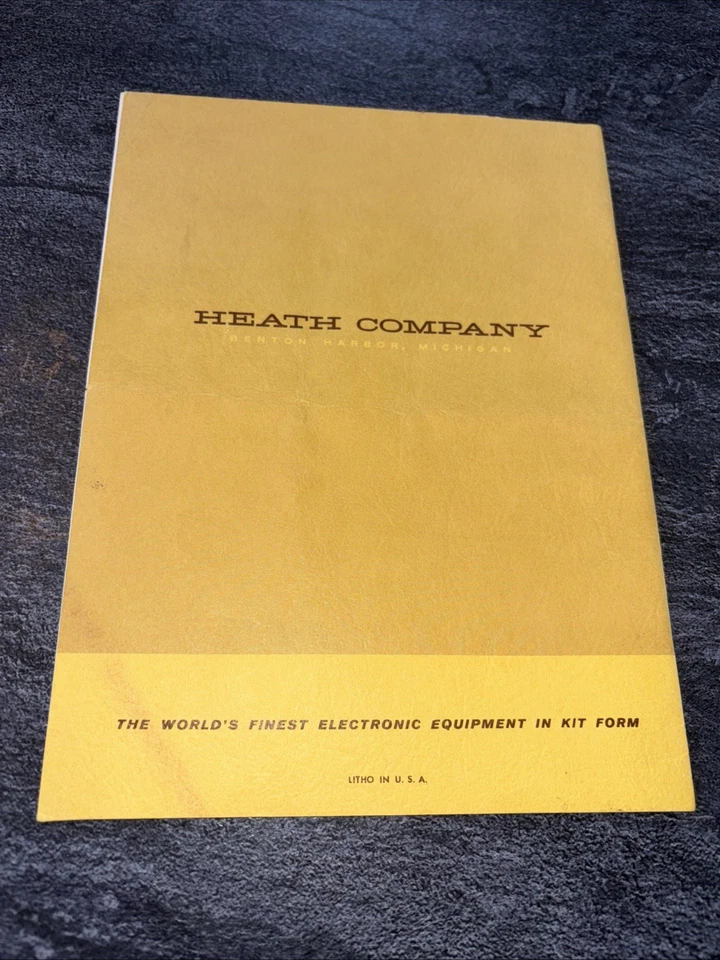 HEATH COMPANY
BENTON HARBOR, MICHIGAN
THE WORLD'S FINEST ELECTRONIC EQUIPMENT IN KIT FORM
LITHO IN U. S. A.